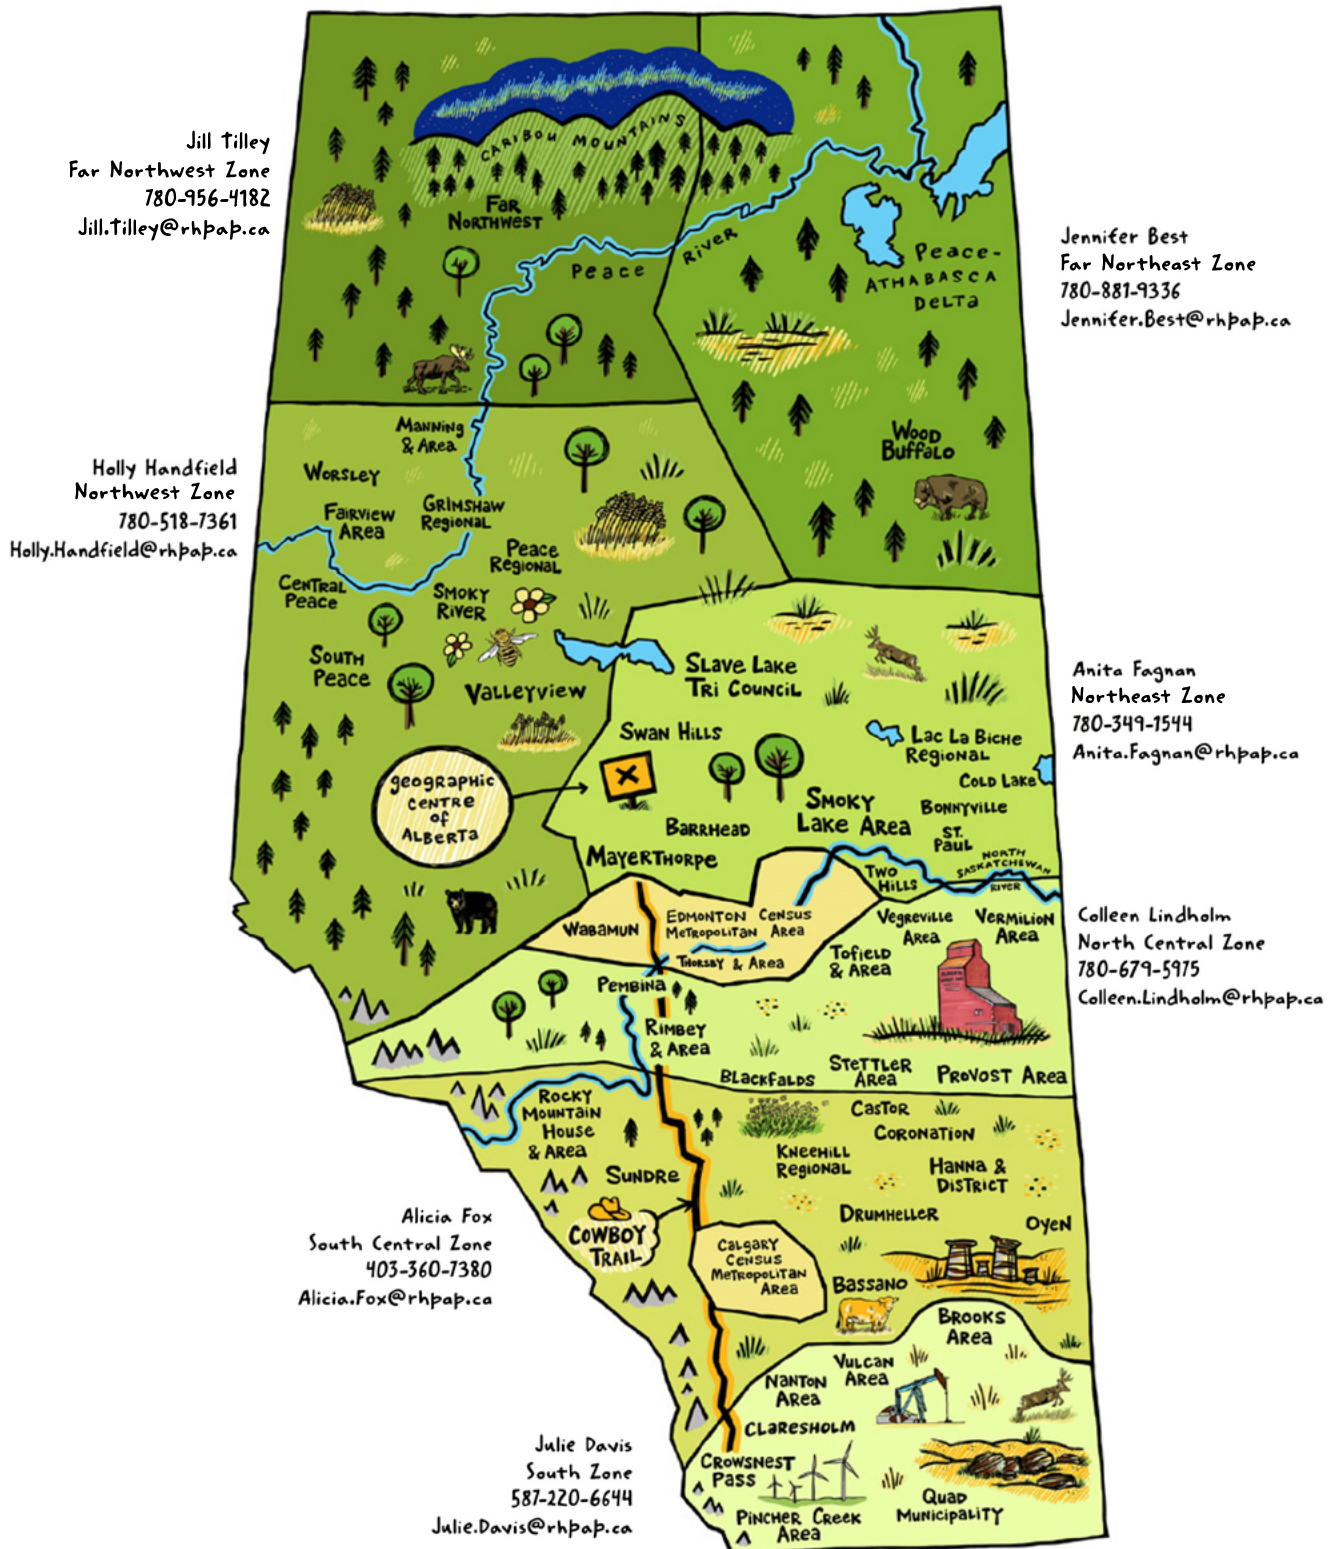 Jill Tilley
Far Northwest Zone
780-956-4182
Jill.Tilley@rhpap.ca
CARIBOU MOUNTAINS
FAR
NORTHWEST
Peace
RIVER
Peace-
ATHABASCA
DELTA
Jennifer Best
Far Northeast Zone
780-881-9336
Jennifer.Best@rhpap.ca
WOOD
BUFFALO
Holly Handfield
Northwest Zone
780-518-7361
Holly.Handfield@rhpap.ca
MANNING
& AREA
WORSLEY
FAIRVIEW
AREA
GRIMSHAW
REGIONAL
PEACE
REGIONAL
CENTRAL
PEACE
SMOKY
RIVER
SOUTH
PEACE
VALLEYVIEW
GEOGRAPHIC
CENTRE
OF
ALBERTA
SLAVE LAKE
TRI COUNCIL
SWAN HILLS
LAC LA BICHE
REGIONAL
COLD LAKE
BONNYVILLE
SMOKY
LAKE AREA
ST.
PAUL
BARRHEAD
MAYERTHORPE
TWO
HILLS
NORTH
SASKATCHEWAN
RIVER
Anita Fagnan
Northeast Zone
780-349-1544
Anita.Fagnan@rhpap.ca
WABAMUN
EDMONTON CENSUS
METROPOLITAN AREA
THORSBY & AREA
VEGREVILLE
AREA
VERMILION
AREA
TOFIELD
& AREA
PEMBINA
RIMBEY
& AREA
BLACKFALDS
STETTLER
AREA
PROVOST AREA
Colleen Lindholm
North Central Zone
780-679-5975
Colleen.Lindholm@rhpap.ca
ROCKY
MOUNTAIN
HOUSE
& AREA
SUNDRE
COWBOY
TRAIL
CASTOR
CORONATION
KNEEHILL
REGIONAL
HANNA &
DISTRICT
DRUMHELLER
OYEN
CALGARY
CENSUS
METROPOLITAN
AREA
BASSANO
Alicia Fox
South Central Zone
403-360-7380
Alicia.Fox@rhpap.ca
BROOKS
AREA
VULCAN
AREA
NANTON
AREA
CLARESHOLM
CROWSNEST
PASS
PINCHER CREEK
AREA
QUAD
MUNICIPALITY
Julie Davis
South Zone
587-220-6644
Julie.Davis@rhpap.ca